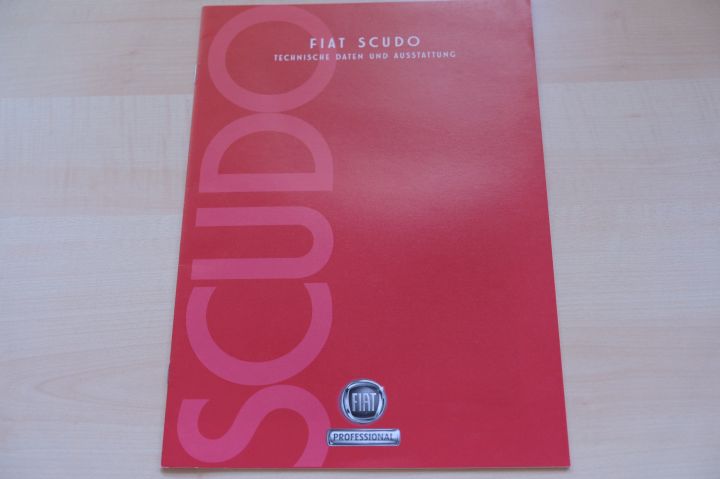 FIAT SCUDO
TECHNISCHE DATEN UND AUSSTATTUNG
SCUDO
FIAT
PROFESSIONAL